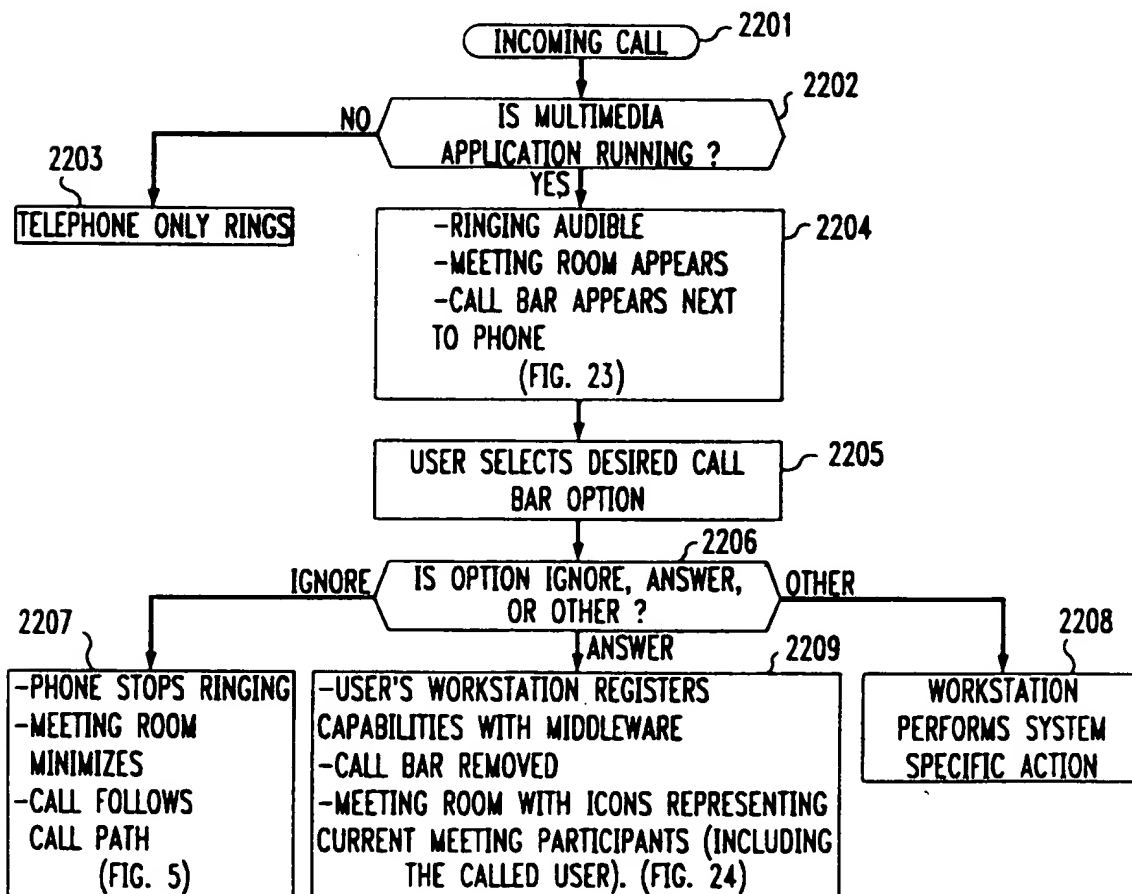 INCOMING CALL
2201
IS MULTIMEDIA
APPLICATION RUNNING ?
2202
NO
YES
2203
TELEPHONE ONLY RINGS
-RINGING AUDIBLE
-MEETING ROOM APPEARS
-CALL BAR APPEARS NEXT
TO PHONE
(FIG. 23)
2204
USER SELECTS DESIRED CALL
BAR OPTION
2205
2206
IS OPTION IGNORE, ANSWER,
OR OTHER ?
IGNORE
OTHER
ANSWER
2207
-PHONE STOPS RINGING
-MEETING ROOM
MINIMIZES
-CALL FOLLOWS
CALL PATH
(FIG. 5)
2209
-USER'S WORKSTATION REGISTERS
CAPABILITIES WITH MIDDLEWARE
-CALL BAR REMOVED
-MEETING ROOM WITH ICONS REPRESENTING
CURRENT MEETING PARTICIPANTS (INCLUDING
THE CALLED USER). (FIG. 24)
2208
WORKSTATION
PERFORMS SYSTEM
SPECIFIC ACTION